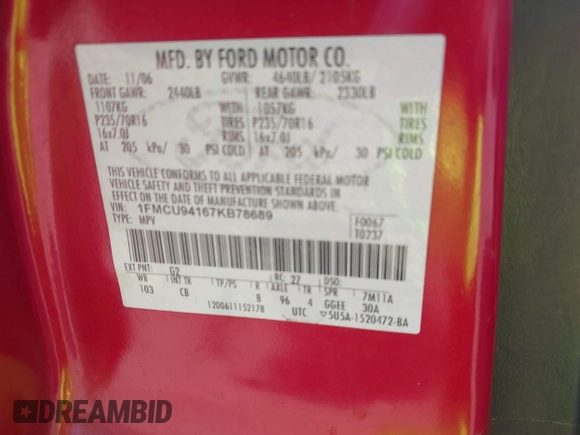 MFD. BY FORD MOTOR CO.
DATE: 11/06 GVWR: 4640LB/ 2105KG
FRONT GAWR: 2440LB REAR GAWR: 2330LB
1107KG WITH 1057KG WITH
P235/70R16 TIRES P235/70R16 TIRES
16x7.0J RIMS 16x7.0J RIMS
AT 205 kPa/ 30 PSI COLD AT 205 kPa/ 30 PSI COLD
THIS VEHICLE CONFORMS TO ALL APPLICABLE FEDERAL MOTOR
VEHICLE SAFETY AND THEFT PREVENTION STANDARDS IN
EFFECT ON THE DATE OF MANUFACTURE SHOWN ABOVE.
VIN: 1FMCU94167KB78689 F0067
TYPE: MPV T0737
EXT PNT: G2 RC: 27 DSO:
WB INT TR TP/PS R AXLE TR SPR 7M11A
103 CB 8 96 4 GGEE 30A
1200611152178 UTC 5U5A-1520472-BA
DREAMBID